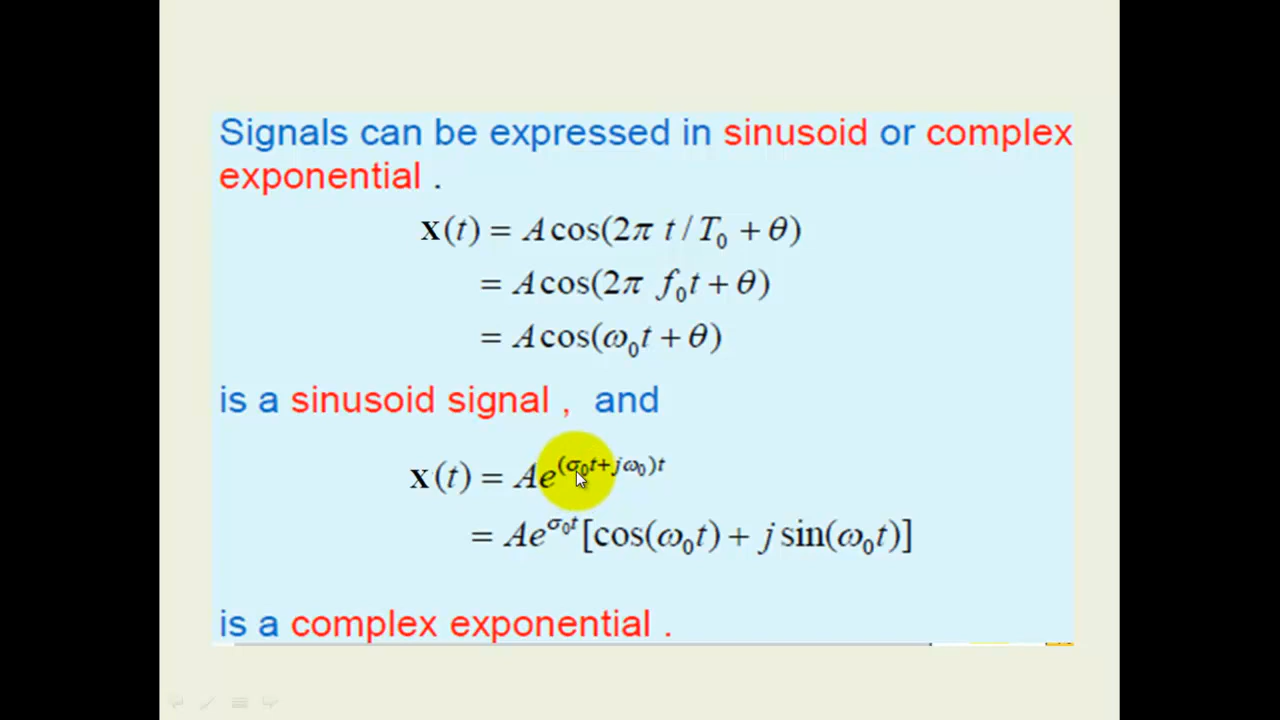 Signals can be expressed in sinusoid or complex
exponential .
x(t) = A cos(2π t / T₀ + θ)
= A cos(2π f₀t + θ)
= A cos(ω₀t + θ)
is a sinusoid signal , and
x(t) = Ae^(σ₀t+jω₀)t
= Ae^σ₀t [cos(ω₀t) + j sin(ω₀t)]
is a complex exponential .